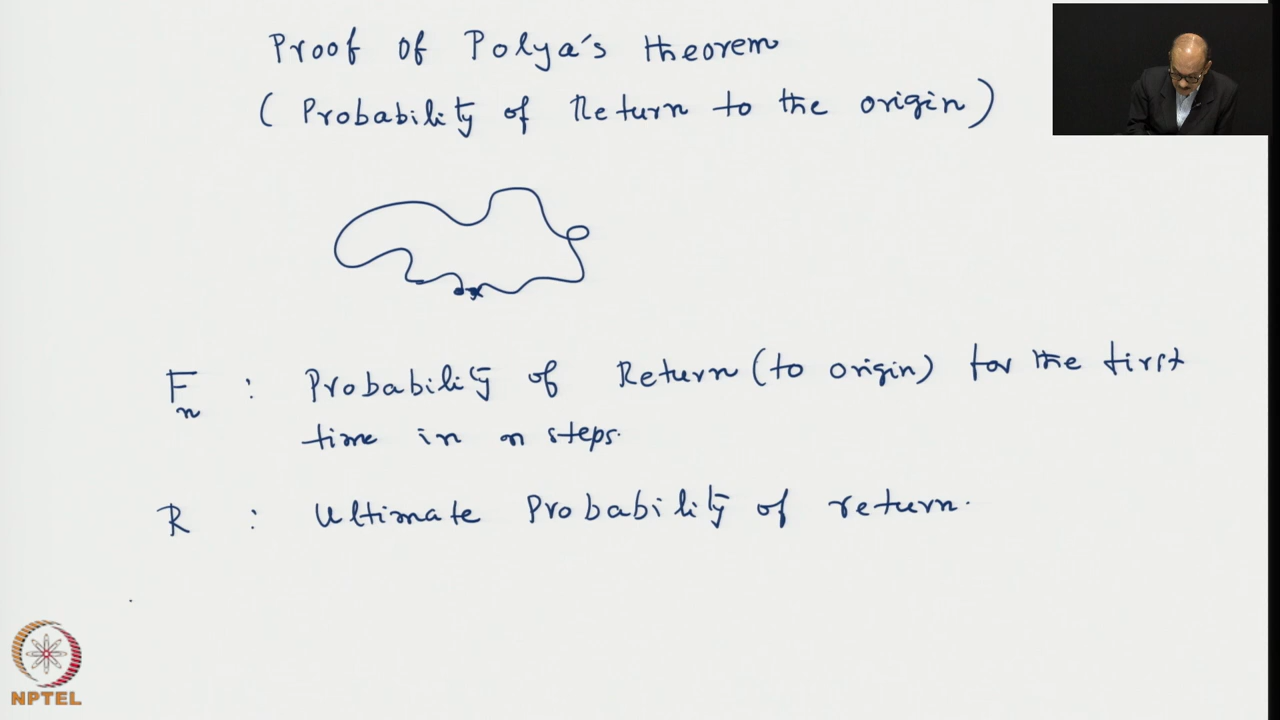 Proof of Polya's theorem
( Probability of Return to the origin )
F n : Probability of Return (to origin) for the first
time in n steps.
R : Ultimate Probability of return.
NPTEL